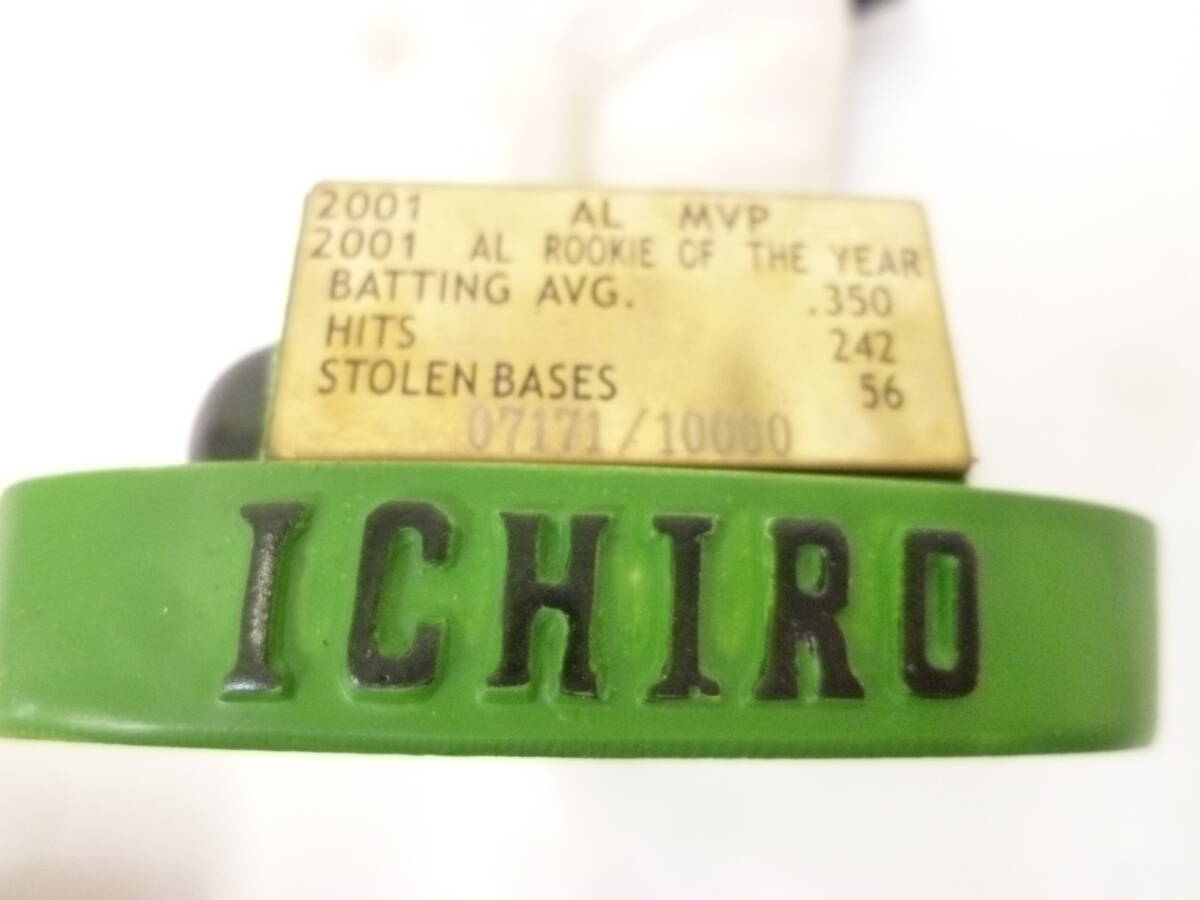 2001 AL MVP
2001 AL ROOKIE OF THE YEAR
BATTING AVG. .350
HITS 242
STOLEN BASES 56
07171/10000
ICHIRO